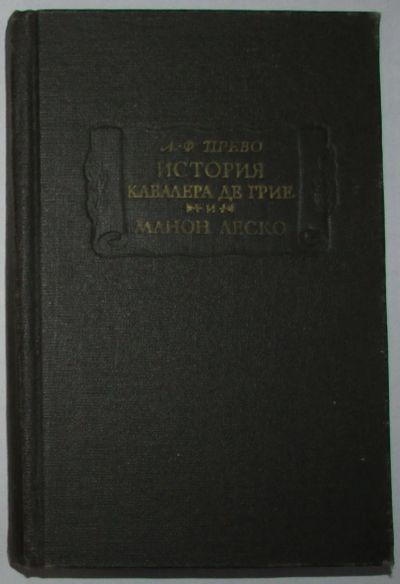 А.-Ф. ПРЕВО
ИСТОРИЯ
КАВАЛЕРА ДЕ ГРИЕ
И
МАНОН ЛЕСКО